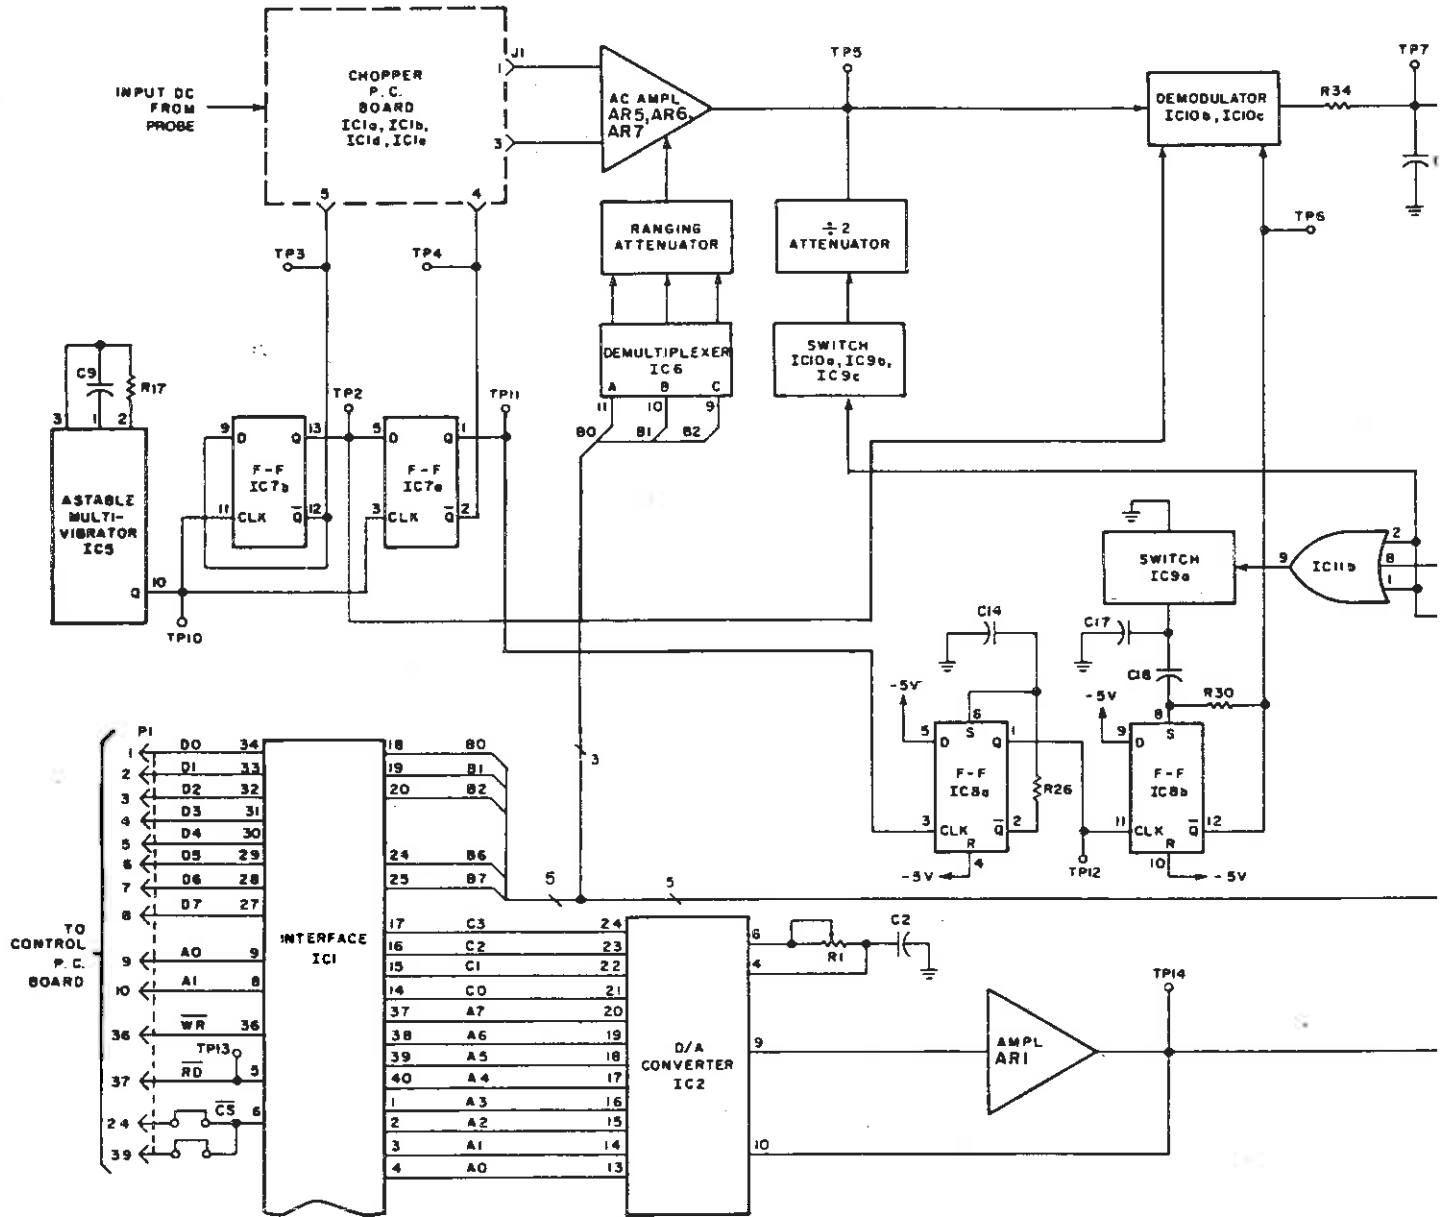 INPUT DC
FROM
PROBE
CHOPPER
P.C.
BOARD
IC1a, IC1b,
IC1d, IC1e
J1
1
3
5
4
AC AMPL
AR5, AR6,
AR7
TP5
DEMODULATOR
IC10b, IC10c
R34
TP7
TP6
RANGING
ATTENUATOR
÷2
ATTENUATOR
TP3
TP4
DEMULTIPLEXER
IC6
A B C
11 10 9
B0 B1 B2
SWITCH
IC10a, IC9b,
IC9c
C9
R17
3 1 2
TP2
TP11
ASTABLE
MULTI-
VIBRATOR
IC5
Q
10
TP10
9 D Q 13
F-F
IC7b
11 CLK Q̅ 12
5 D Q 1
F-F
IC7a
3 CLK Q̅ 2
SWITCH
IC9a
9
IC11b
2
8
1
C14
C17
C18
R30
-5V
-5V
6
5 D S Q 1
F-F
IC8a
3 CLK Q̅ 2
R
4
-5V
R26
TP12
8
9 D S
F-F
IC8b
11 CLK Q̅ 12
R
10
-5V
3
TO
CONTROL
P.C.
BOARD
P1
1 D0 34
2 D1 33
3 D2 32
4 D3 31
5 D4 30
6 D5 29
7 D6 28
8 D7 27
9 A0 9
10 A1 8
36 W̅R̅ 36
TP13
37 R̅D̅ 5
24 C̅S̅ 6
39
INTERFACE
IC1
18 B0
19 B1
20 B2
24 B6
25 B7
5
5
17 C3 24
16 C2 23
15 C1 22
14 C0 21
37 A7 20
38 A6 19
39 A5 18
40 A4 17
1 A3 16
2 A2 15
3 A1 14
4 A0 13
D/A
CONVERTER
IC2
6
4
9
10
R1
C2
AMPL
AR1
TP14